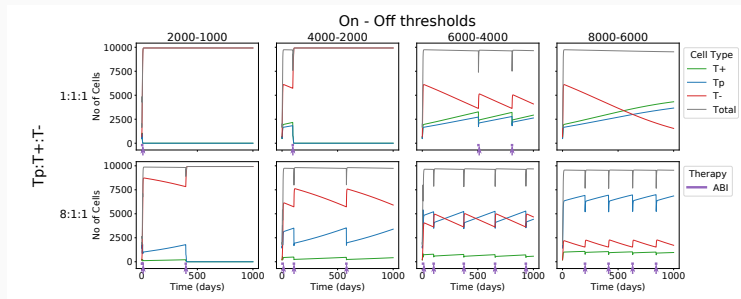 On - Off thresholds
2000-1000
4000-2000
6000-4000
8000-6000
Tp:T+:T-
1:1:1
No of Cells
10000
7500
5000
2500
0
Cell Type
T+
Tp
T-
Total
8:1:1
No of Cells
10000
7500
5000
2500
0
Therapy
ABI
0
500
1000
0
500
1000
0
500
1000
0
500
1000
Time (days)
Time (days)
Time (days)
Time (days)